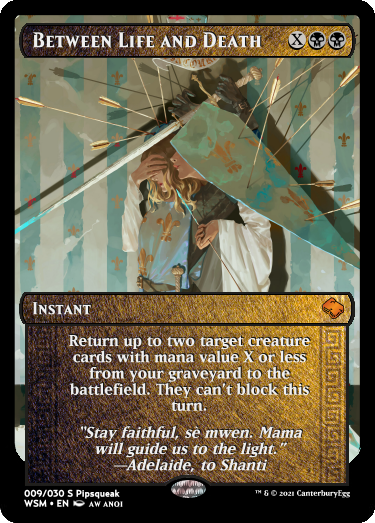 Between Life and Death X
Instant
Return up to two target creature
cards with mana value X or less
from your graveyard to the
battlefield. They can't block this
turn.
"Stay faithful, sè mwen. Mama
will guide us to the light."
—Adelaide, to Shanti
009/030 S Pipsqueak
WSM • EN AW ANOI
™ & © 2021 CanterburyEgg